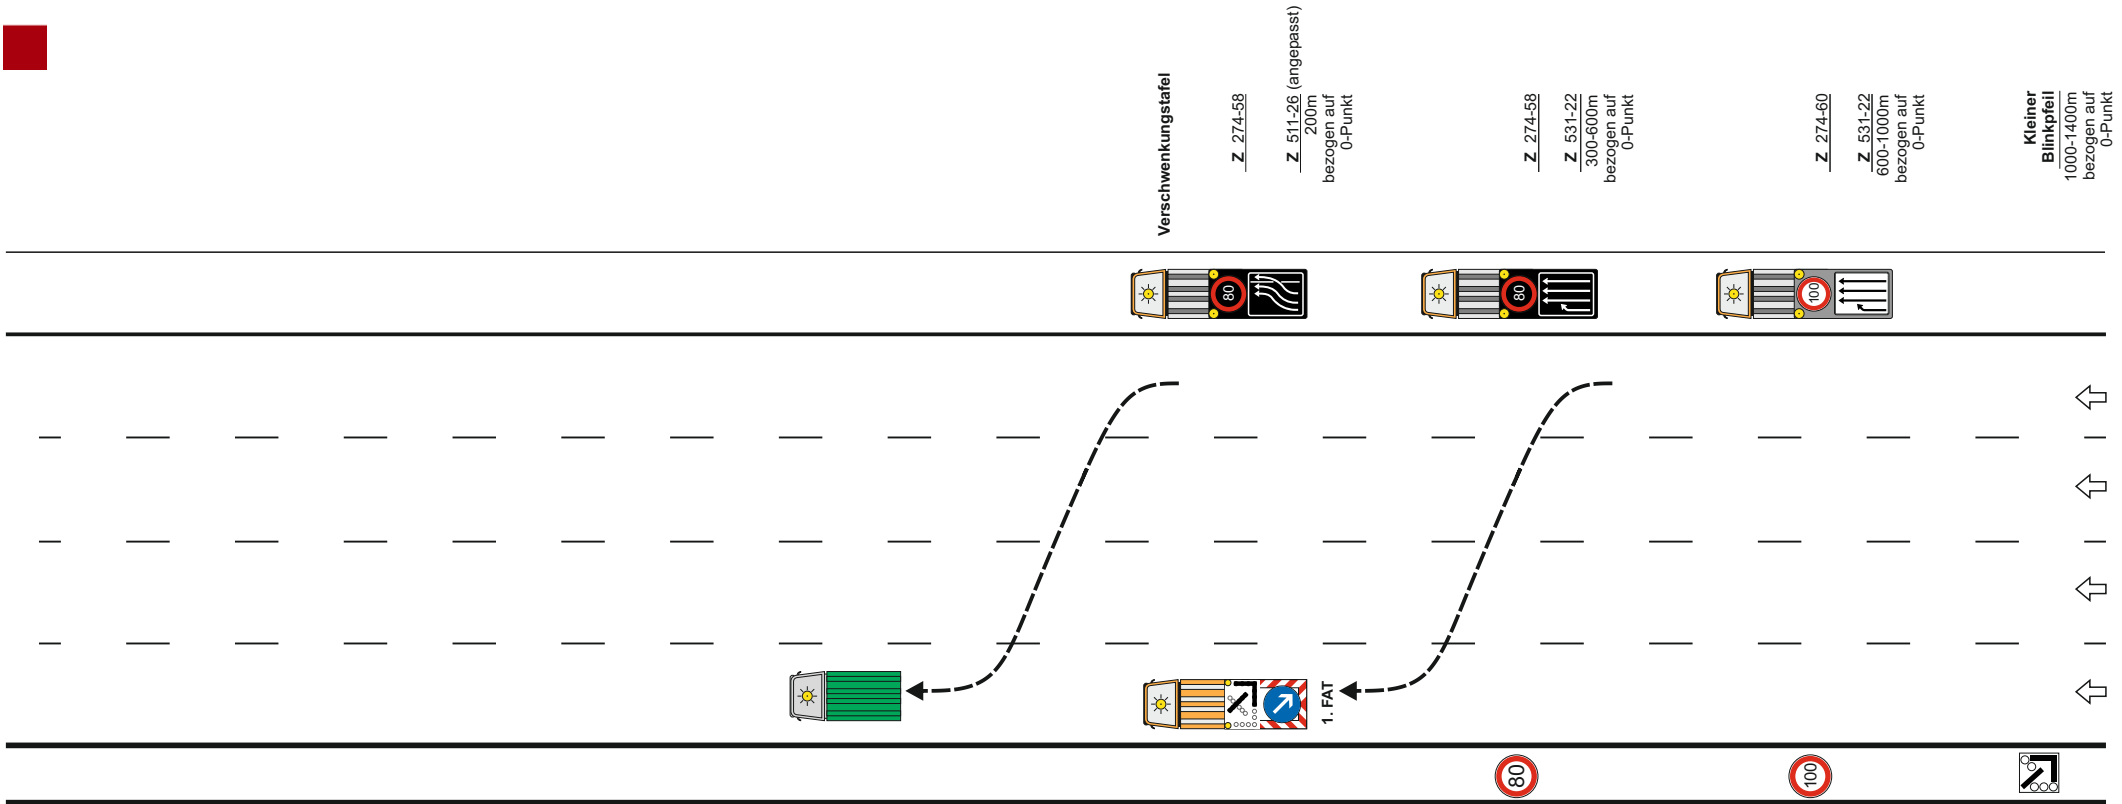 Verschwenkungstafel
Z 274-58
Z 511-26 (angepasst)
200m
bezogen auf
0-Punkt
Z 274-58
Z 531-22
300-600m
bezogen auf
0-Punkt
Z 274-60
Z 531-22
600-1000m
bezogen auf
0-Punkt
Kleiner
Blinkpfeil
1000-1400m
bezogen auf
0-Punkt
80
80
100
1. FAT
80
100